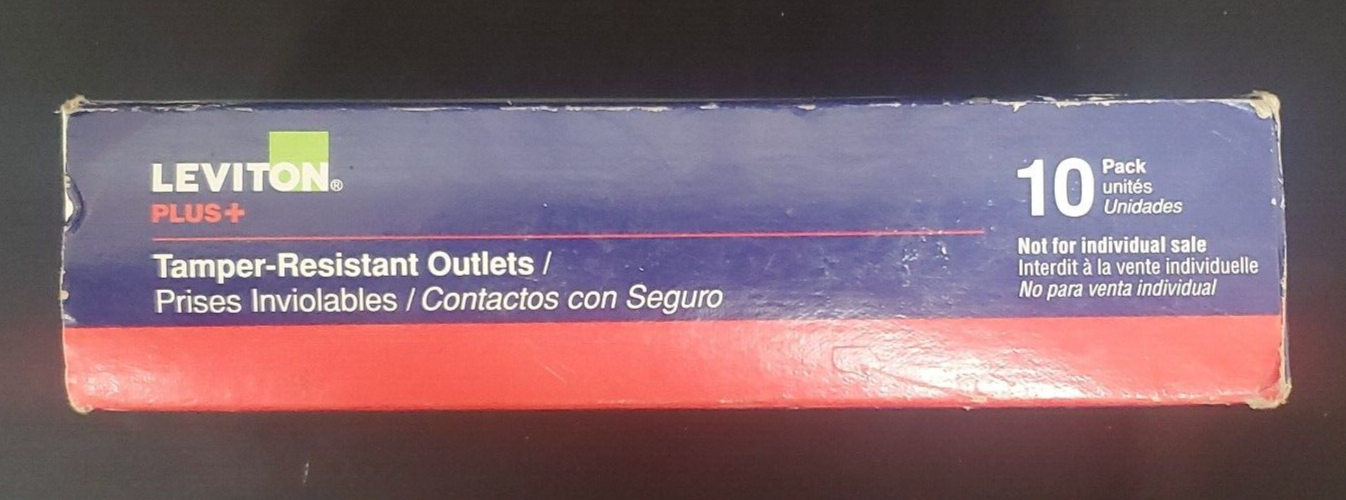 LEVITON®
PLUS+
Tamper-Resistant Outlets /
Prises Inviolables / Contactos con Seguro
10 Pack
unités
Unidades
Not for individual sale
Interdit à la vente individuelle
No para venta individual